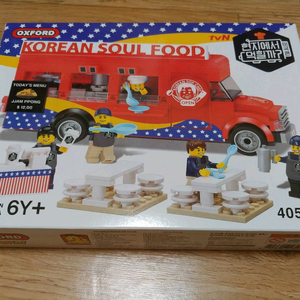 OXFORD
KOREAN SOUL FOOD
tvN
현지에서
먹힐까?
TODAY'S MENU
JJAM PPONG
$ 12.00
OPEN
6Y+
405